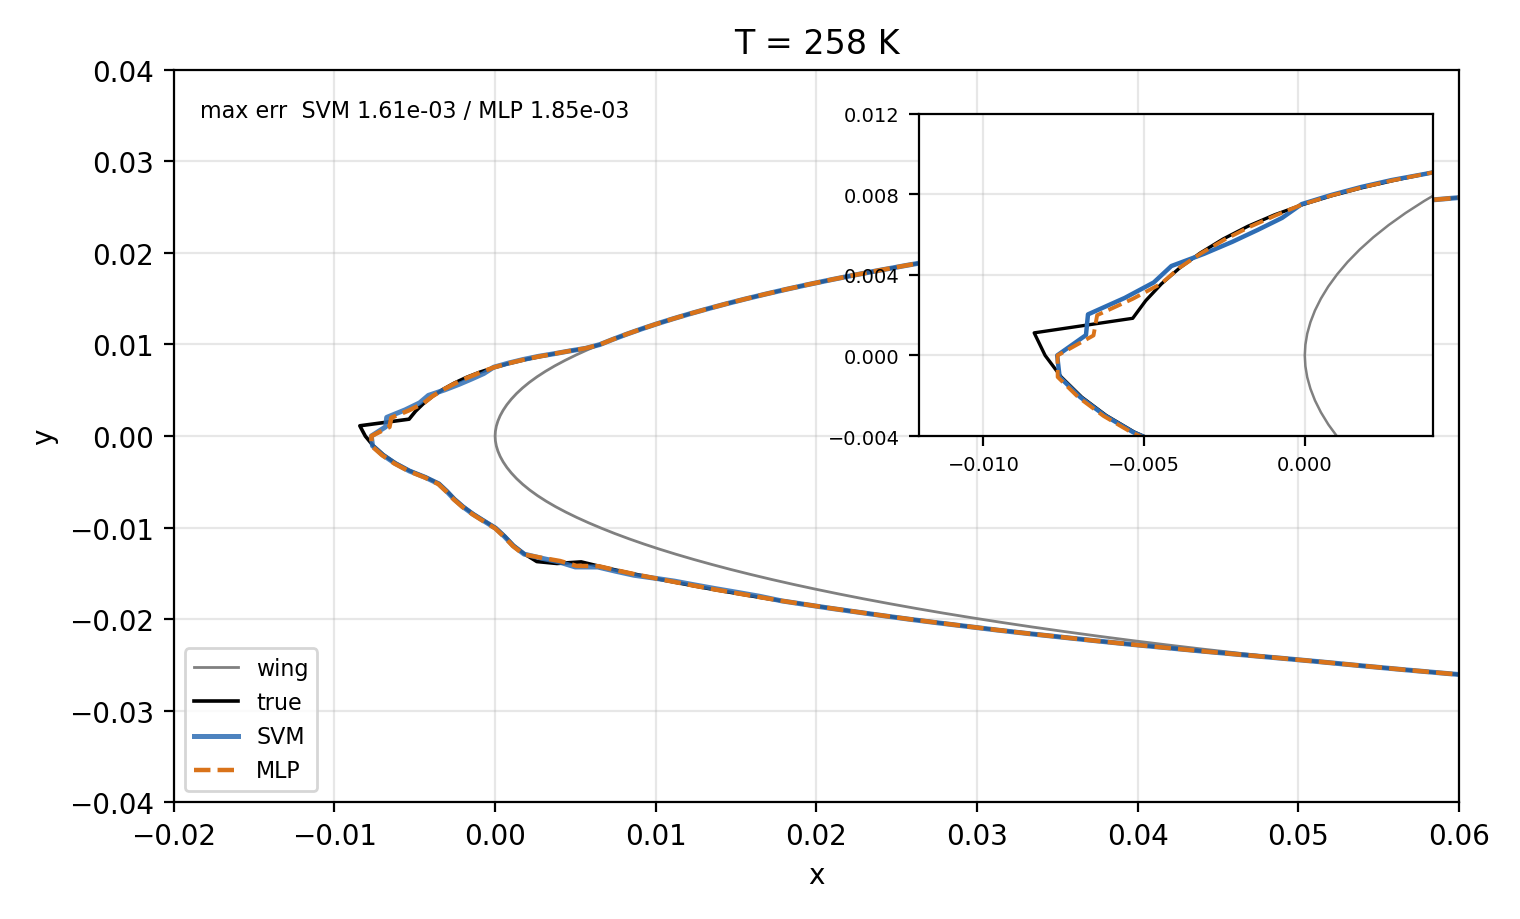 T = 258 K
max err  SVM 1.61e-03 / MLP 1.85e-03
0.04
0.03
0.02
0.01
0.00
−0.01
−0.02
−0.03
−0.04
y
0.012
0.008
0.004
0.000
−0.004
−0.010 −0.005 0.000
wing
true
SVM
MLP
−0.02 −0.01 0.00 0.01 0.02 0.03 0.04 0.05 0.06
x